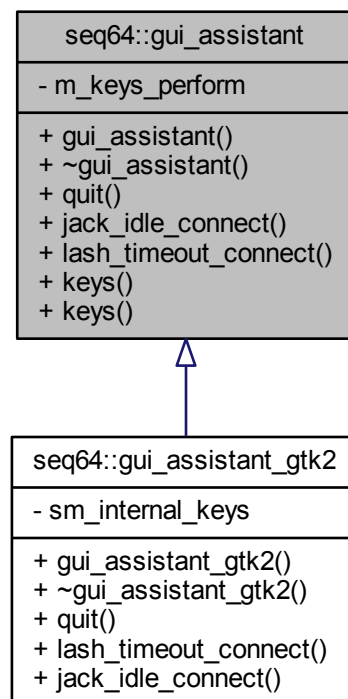 seq64::gui_assistant
- m_keys_perform
+ gui_assistant()
+ ~gui_assistant()
+ quit()
+ jack_idle_connect()
+ lash_timeout_connect()
+ keys()
+ keys()
seq64::gui_assistant_gtk2
- sm_internal_keys
+ gui_assistant_gtk2()
+ ~gui_assistant_gtk2()
+ quit()
+ lash_timeout_connect()
+ jack_idle_connect()